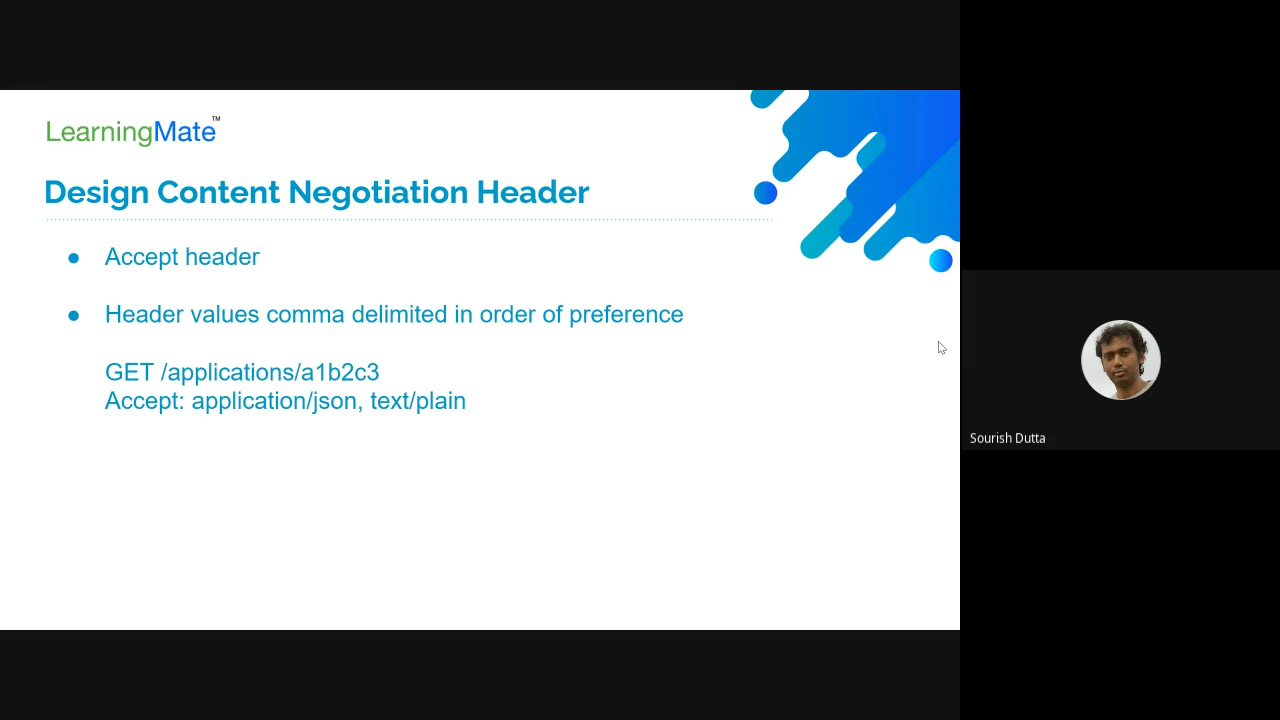 LearningMate™
Design Content Negotiation Header
● Accept header
● Header values comma delimited in order of preference
GET /applications/a1b2c3
Accept: application/json, text/plain
Sourish Dutta